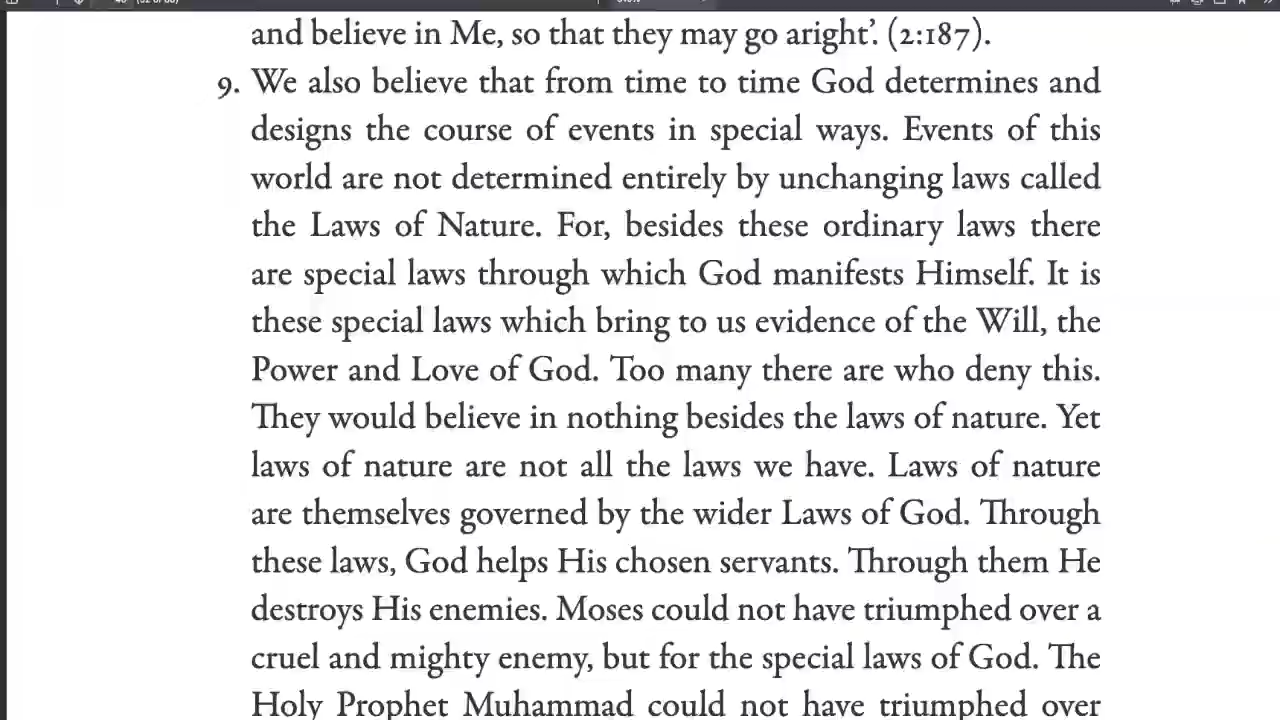 and believe in Me, so that they may go aright’. (2:187).
9. We also believe that from time to time God determines and
designs the course of events in special ways. Events of this
world are not determined entirely by unchanging laws called
the Laws of Nature. For, besides these ordinary laws there
are special laws through which God manifests Himself. It is
these special laws which bring to us evidence of the Will, the
Power and Love of God. Too many there are who deny this.
They would believe in nothing besides the laws of nature. Yet
laws of nature are not all the laws we have. Laws of nature
are themselves governed by the wider Laws of God. Through
these laws, God helps His chosen servants. Through them He
destroys His enemies. Moses could not have triumphed over a
cruel and mighty enemy, but for the special laws of God. The
Holy Prophet Muhammad could not have triumphed over